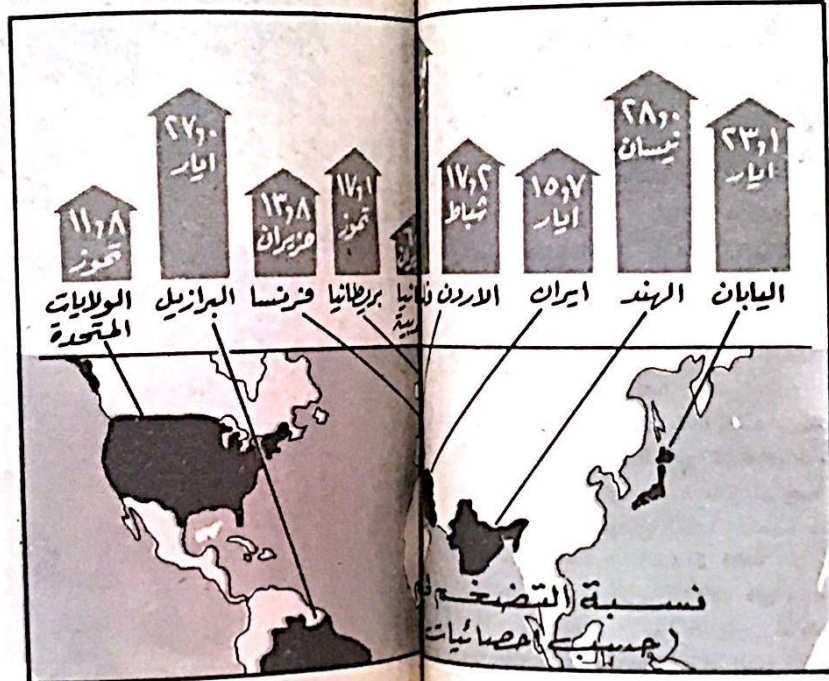 ٢٣,١
ايار
٢٨,٠
نيسان
١٥,٧
ايار
١٧,٢
شباط
١٧,١
تموز
١٣,٨
حزيران
٢٧,٠
ايار
١١,٨
تموز
اليابان
الهند
ايران
الاردن
بريطانيا
فرنسا
البرازيل
الولايات
المتحدة
نسبة التضخم
(حسب احصائيات